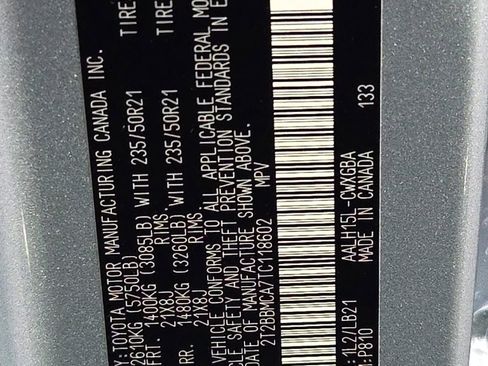 Y:TOYOTA MOTOR MANUFACTURING CANADA INC.
2610KG (5750LB) WITH 235/50R21 TIRE
FRT. 1400KG (3085LB)
21X8J RIMS
1480KG (3260LB) WITH 235/50R21 TIRE
21X8J RIMS
VEHICLE CONFORMS TO ALL APPLICABLE FEDERAL MO
CLE SAFETY AND THEFT PREVENTION STANDARDS IN E
DATE OF MANUFACTURE SHOWN ABOVE.
2T2BBMCA7TC118602 MPV
:1L2/LB21 AALH15L-CWXGBA
:P810 MADE IN CANADA 133